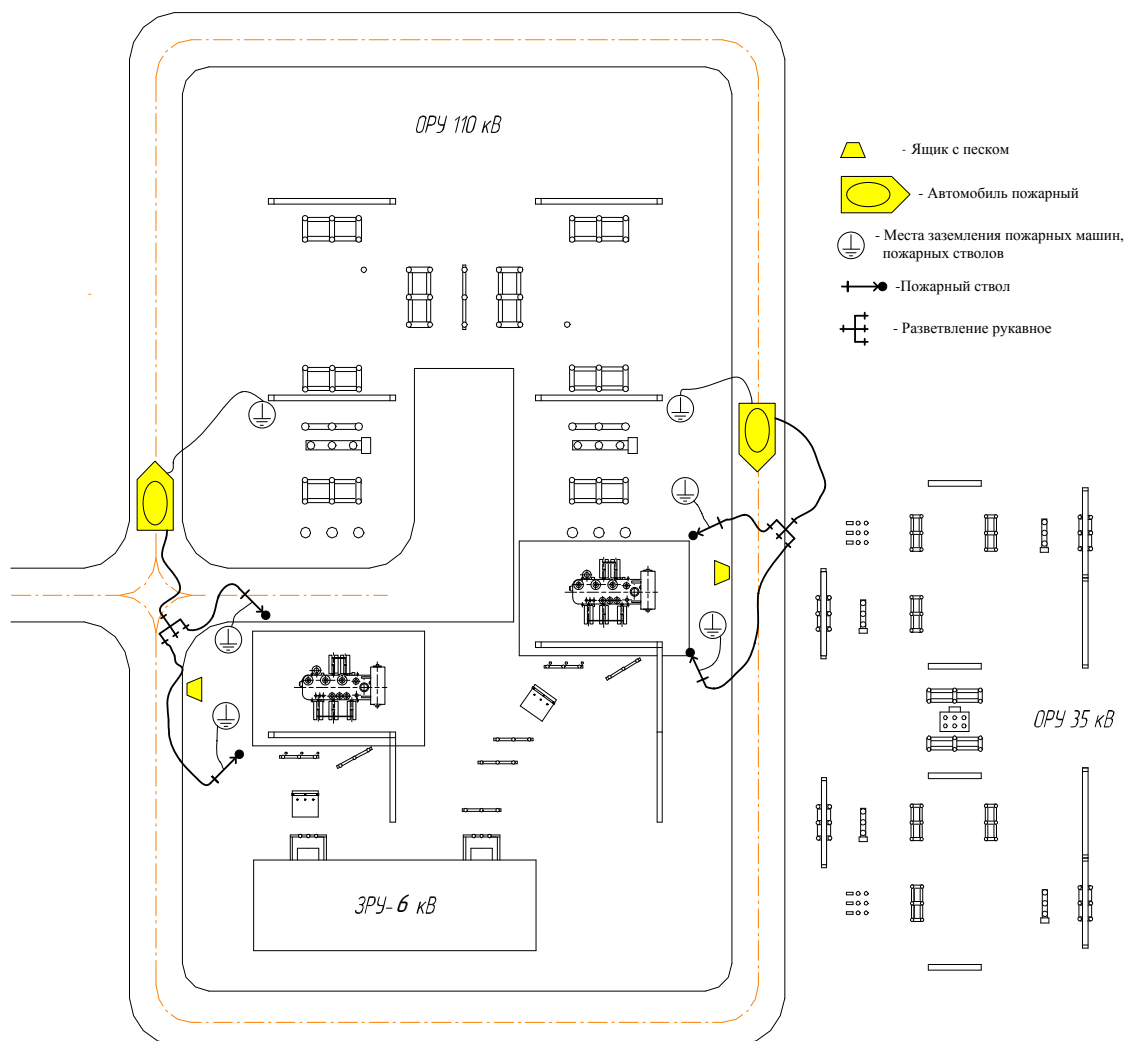 ОРУ 110 кВ
- Ящик с песком
- Автомобиль пожарный
- Места заземления пожарных машин,
пожарных стволов
-Пожарный ствол
- Разветвление рукавное
ОРУ 35 кВ
ЗРУ-6 кВ